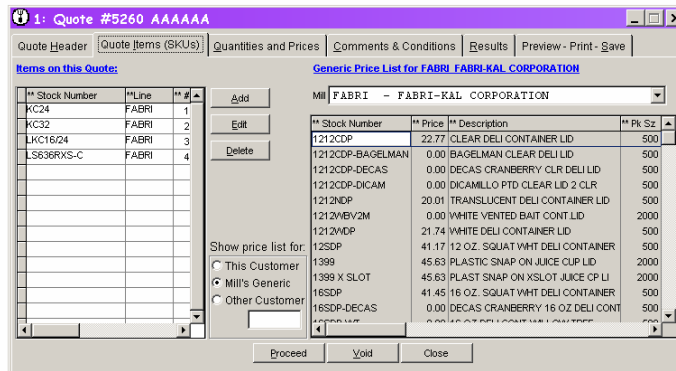 1: Quote #5260 AAAAAA
Quote Header Quote Items (SKUs) Quantities and Prices Comments & Conditions Results Preview - Print - Save
Items on this Quote: Generic Price List for FABRI FABRI-KAL CORPORATION
Mill FABRI - FABRI-KAL CORPORATION
** Stock Number **Line ** #
KC24 FABRI 1
KC32 FABRI 2
LKC16/24 FABRI 3
LS636RXS-C FABRI 4
Add
Edit
Delete
Show price list for:
This Customer
Mill's Generic
Other Customer
** Stock Number ** Price ** Description ** Pk Sz
1212CDP 22.77 CLEAR DELI CONTAINER LID 500
1212CDP-BAGELMAN 0.00 BAGELMAN CLEAR DELI LID 500
1212CDP-DECAS 0.00 DECAS CRANBERRY CLR DELI LID 500
1212CDP-DICAM 0.00 DICAMILLO PTD CLEAR LID 2 CLR 500
1212NDP 20.01 TRANSLUCENT DELI CONTAINER LID 500
1212WBV2M 0.00 WHITE VENTED BAIT CONT.LID 2000
1212WDP 21.74 WHITE DELI CONTAINER LID 500
12SDP 41.17 12 OZ. SQUAT WHT DELI CONTAINER 500
1399 45.63 PLASTIC SNAP ON JUICE CUP LID 2000
1399 X SLOT 45.63 PLAST SNAP ON XSLOT JUICE CP LI 2000
16SDP 41.45 16 OZ. SQUAT WHT DELI CONTAINER 500
16SDP-DECAS 0.00 DECAS CRANBERRY 16 OZ DELI CONT 500
Proceed Void Close